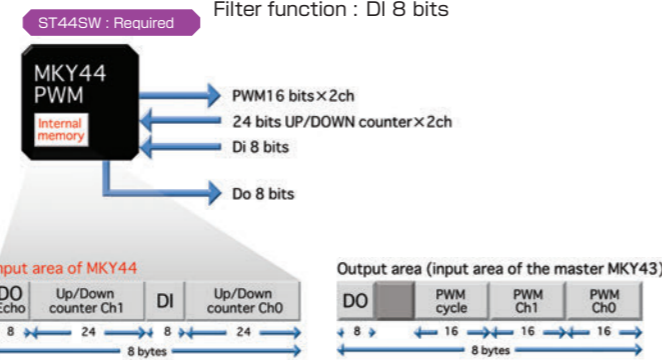 Filter function : DI 8 bits
ST44SW : Required
MKY44
PWM
Internal
memory
PWM16 bits×2ch
24 bits UP/DOWN counter×2ch
Di 8 bits
Do 8 bits
nput area of MKY44
DO
Echo
Up/Down
counter Ch1
DI
Up/Down
counter Ch0
8
24
8
24
8 bytes
Output area (input area of the master MKY43)
DO
PWM
cycle
PWM
Ch1
PWM
Ch0
8
16
16
16
8 bytes